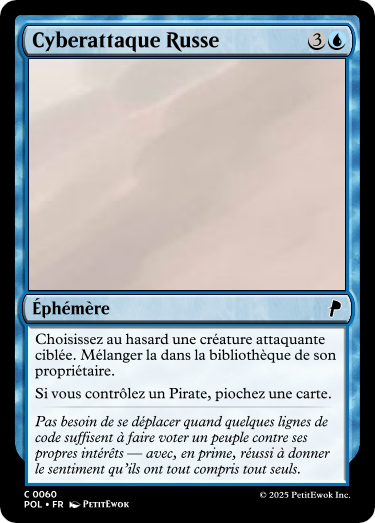 Cyberattaque Russe 3
Éphémère
Choisissez au hasard une créature attaquante
ciblée. Mélanger la dans la bibliothèque de son
propriétaire.
Si vous contrôlez un Pirate, piochez une carte.
Pas besoin de se déplacer quand quelques lignes de
code suffisent à faire voter un peuple contre ses
propres intérêts — avec, en prime, réussi à donner
le sentiment qu'ils ont tout compris tout seuls.
C 0060
POL • FR PetitEwok
© 2025 PetitEwok Inc.